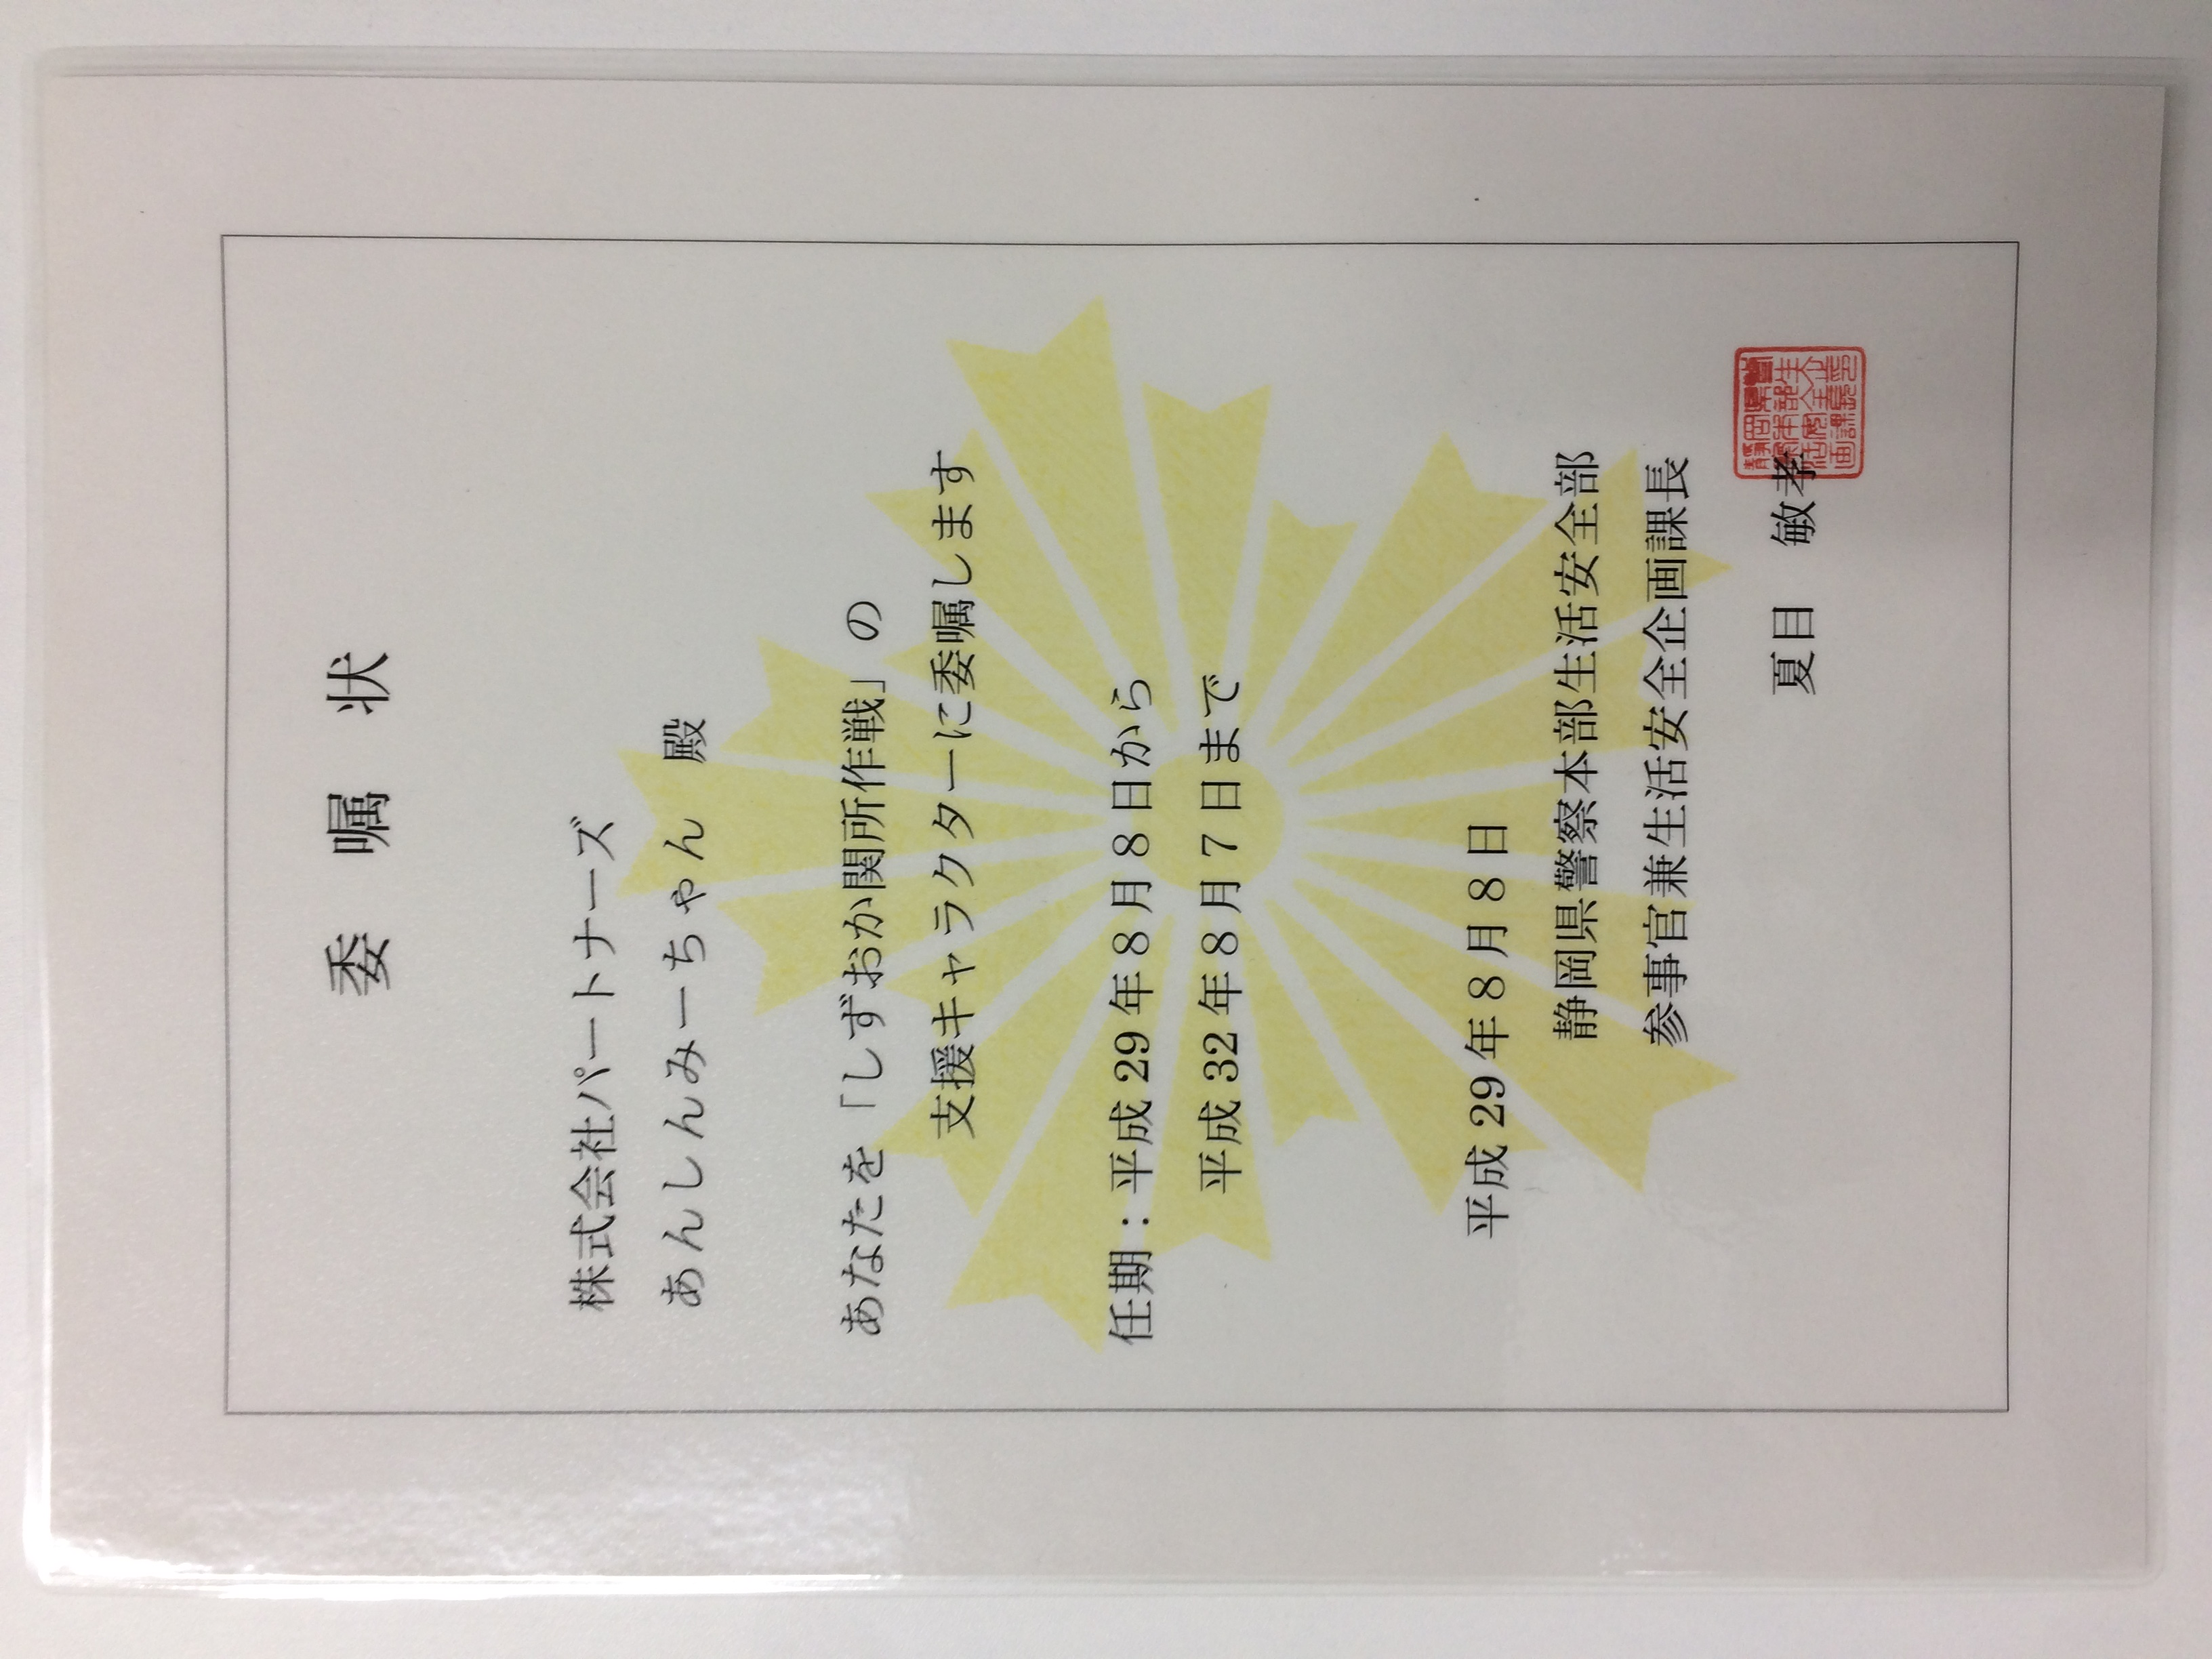 委嘱状
株式会社パートナーズ
あんしんみーちゃん 殿
あなたを「しずおか関所作戦」の
支援キャラクターに委嘱します
任期：平成29年8月8日から
平成32年8月7日まで
平成29年8月8日
静岡県警察本部生活安全部
参事官兼生活安全企画課長
夏目 敏孝